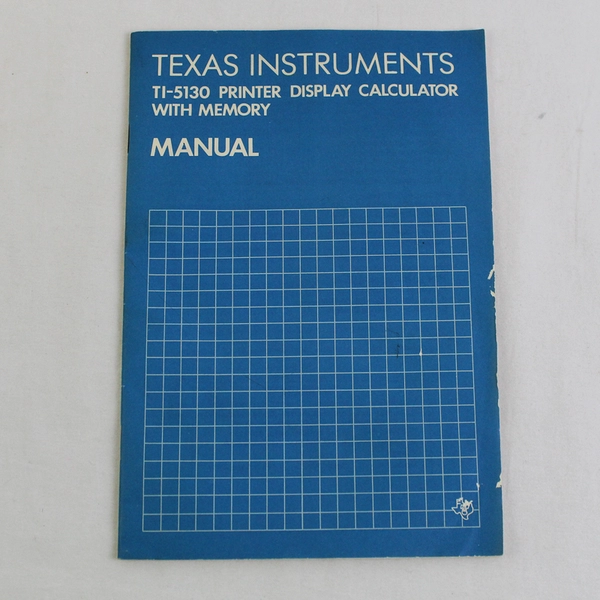 TEXAS INSTRUMENTS
TI-5130 PRINTER DISPLAY CALCULATOR
WITH MEMORY
MANUAL